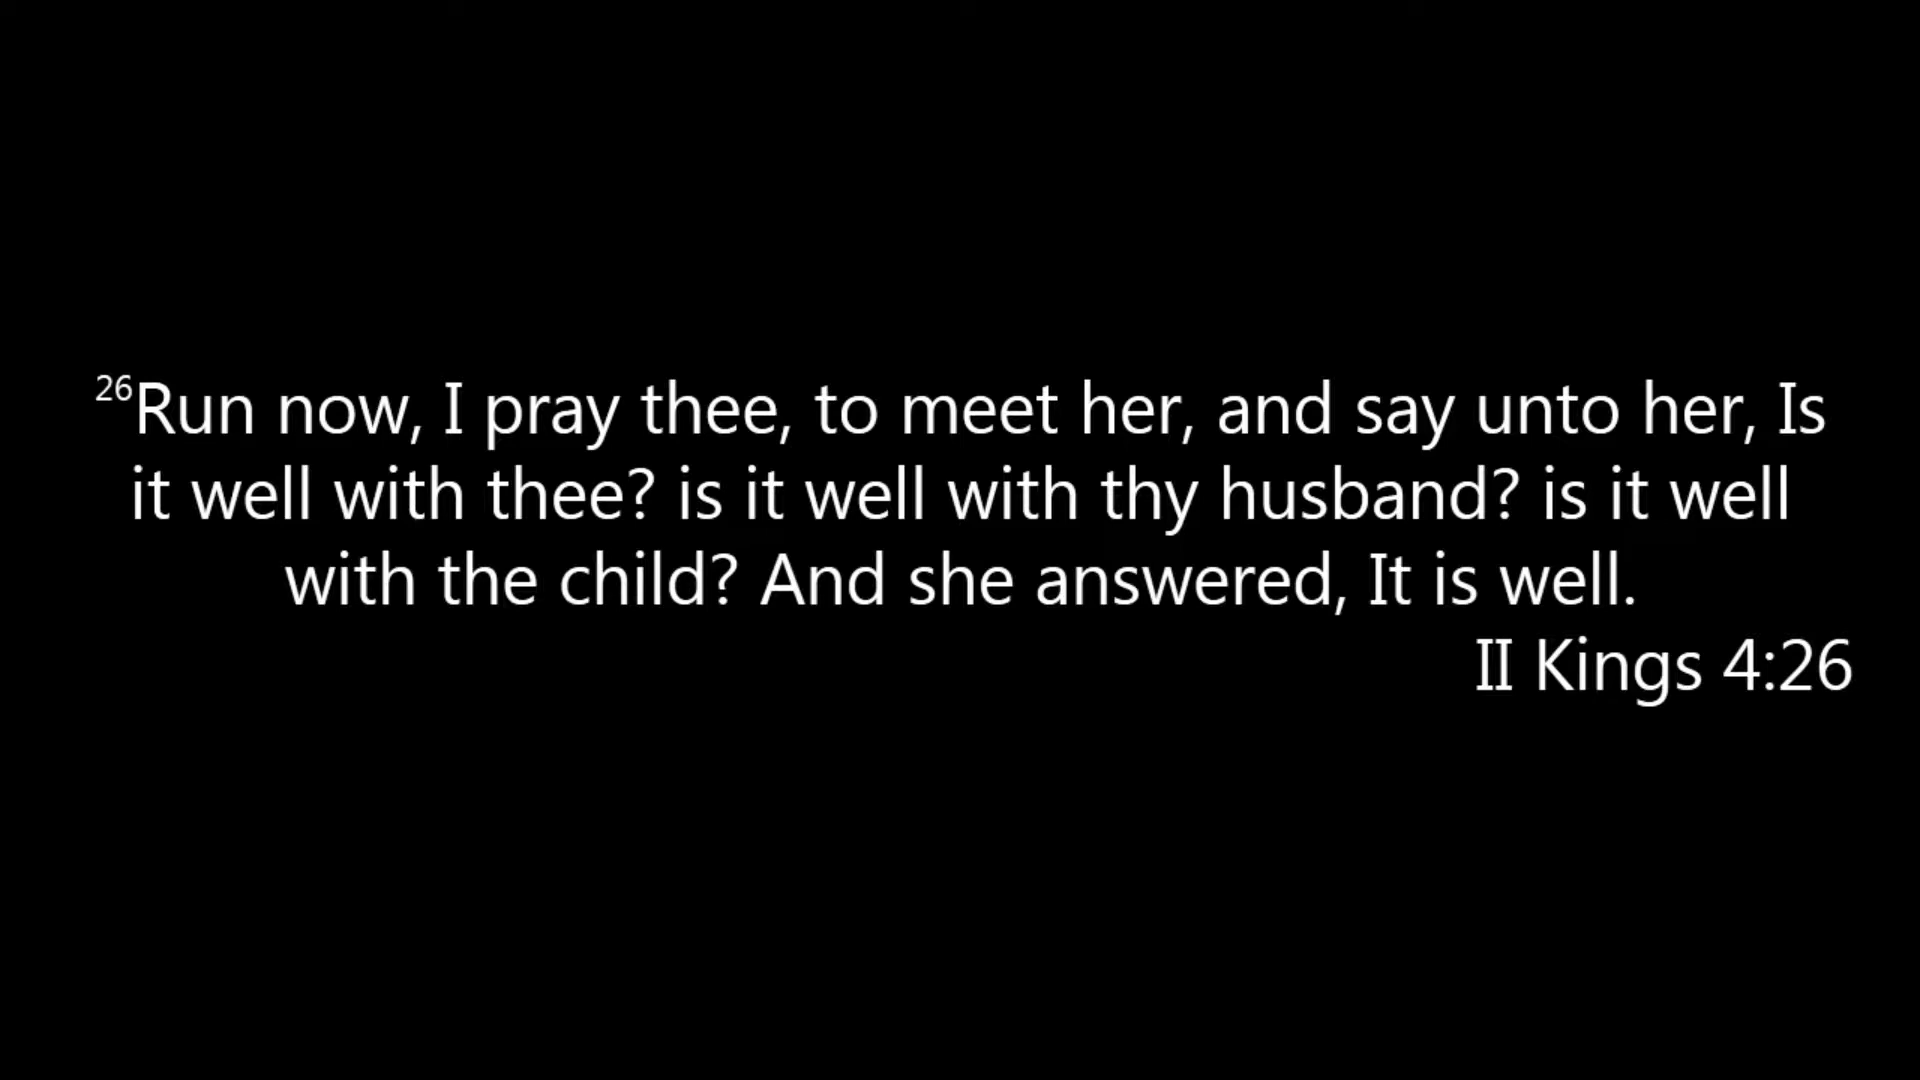 26Run now, I pray thee, to meet her, and say unto her, Is
it well with thee? is it well with thy husband? is it well
with the child? And she answered, It is well.
II Kings 4:26